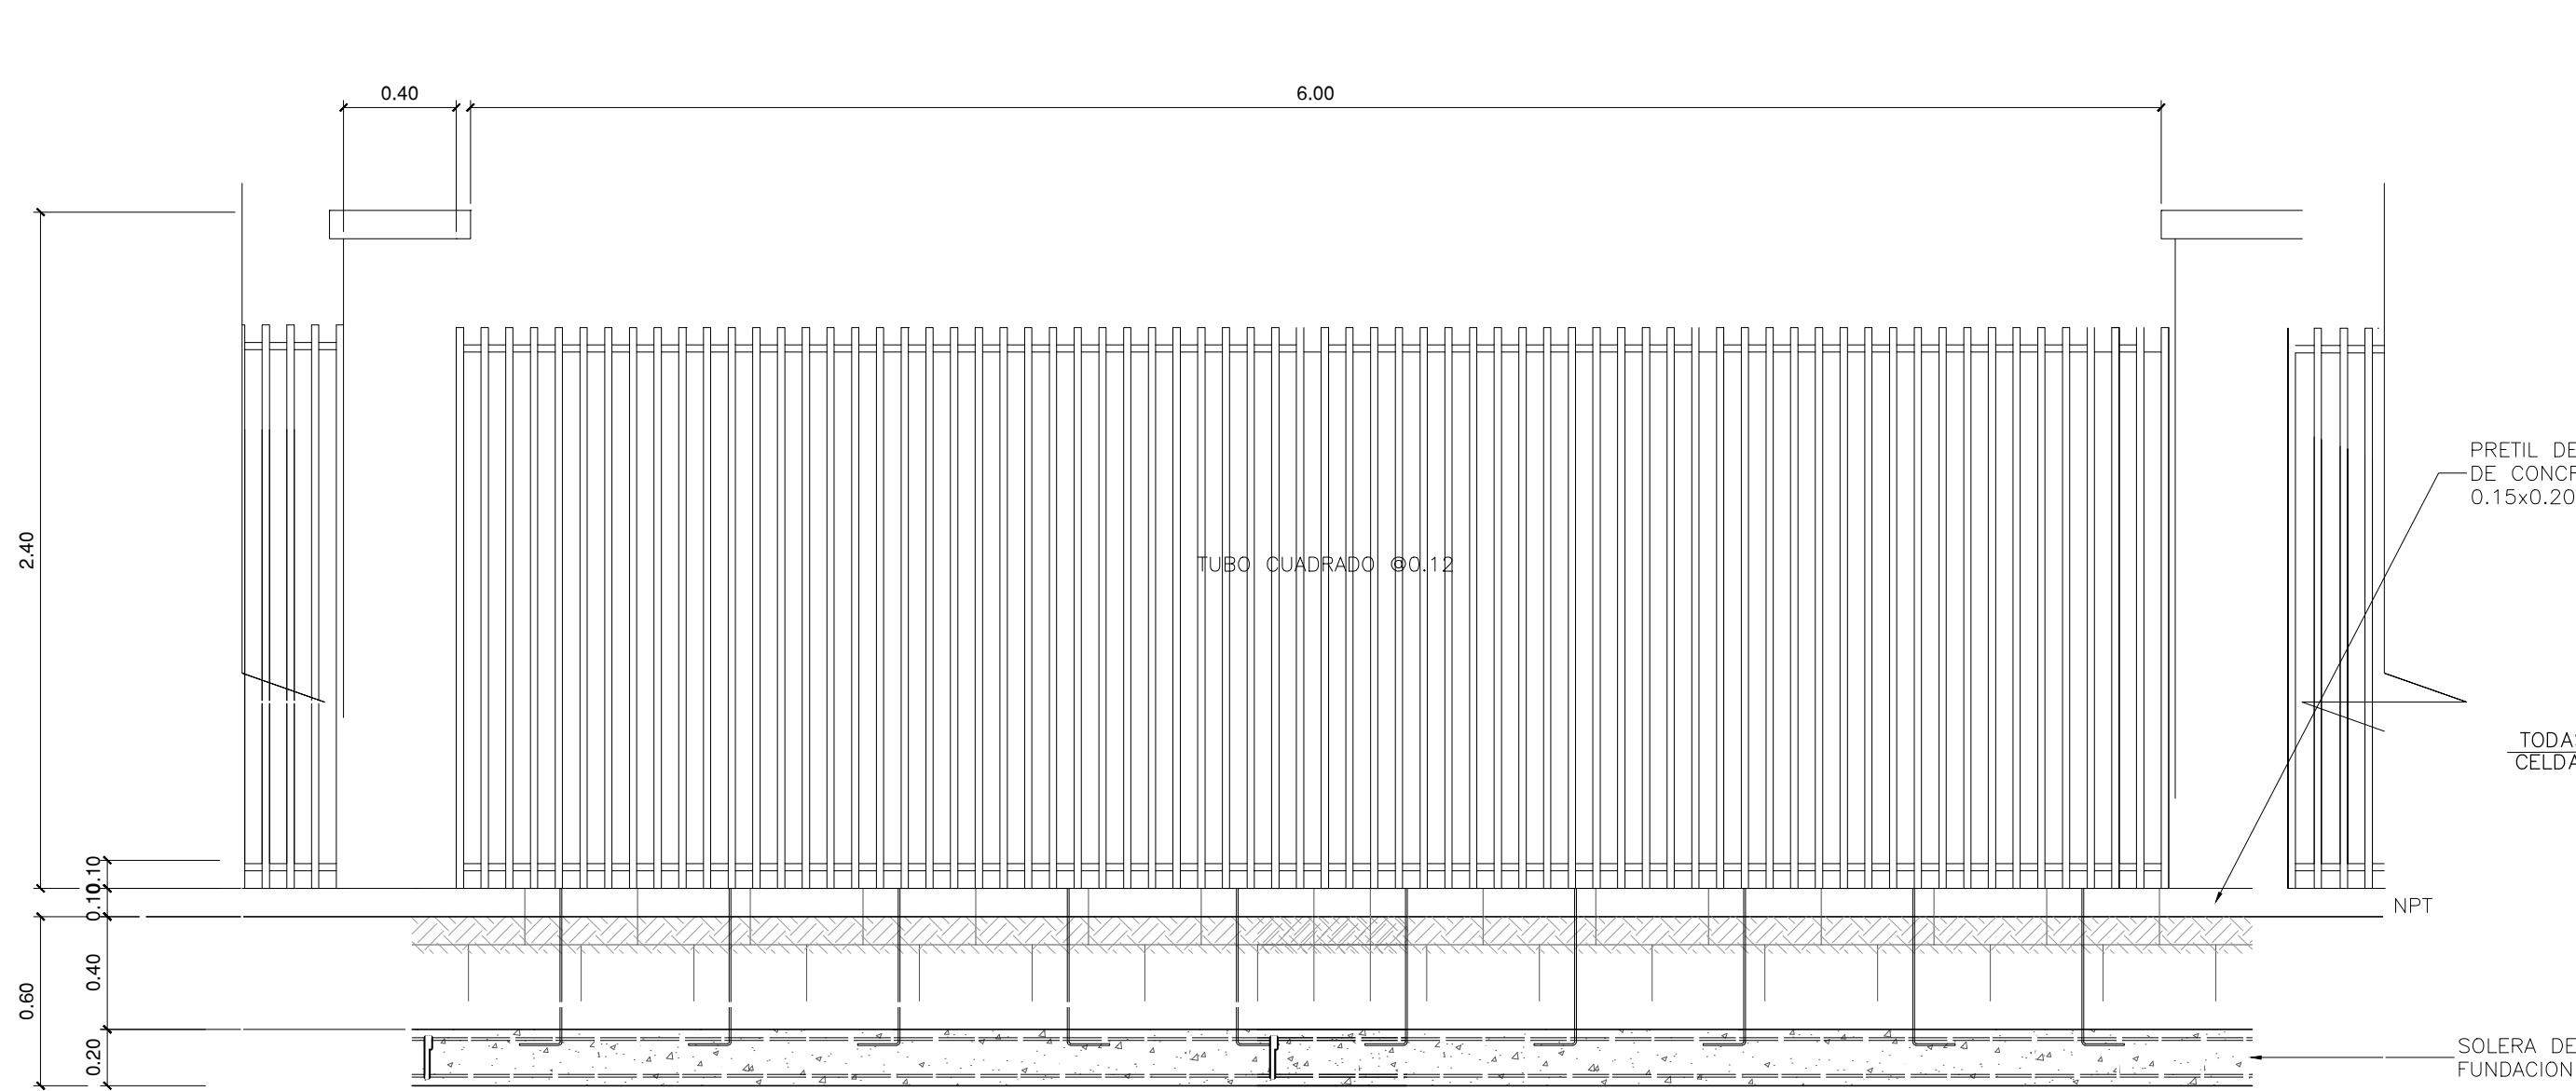 0.40
6.00
2.40
PRETIL DE
DE CONCR
0.15x0.20
TUBO CUADRADO @0.12
TODAS
CELDA
0.10
0.10
NPT
0.40
0.60
0.20
SOLERA DE
FUNDACION